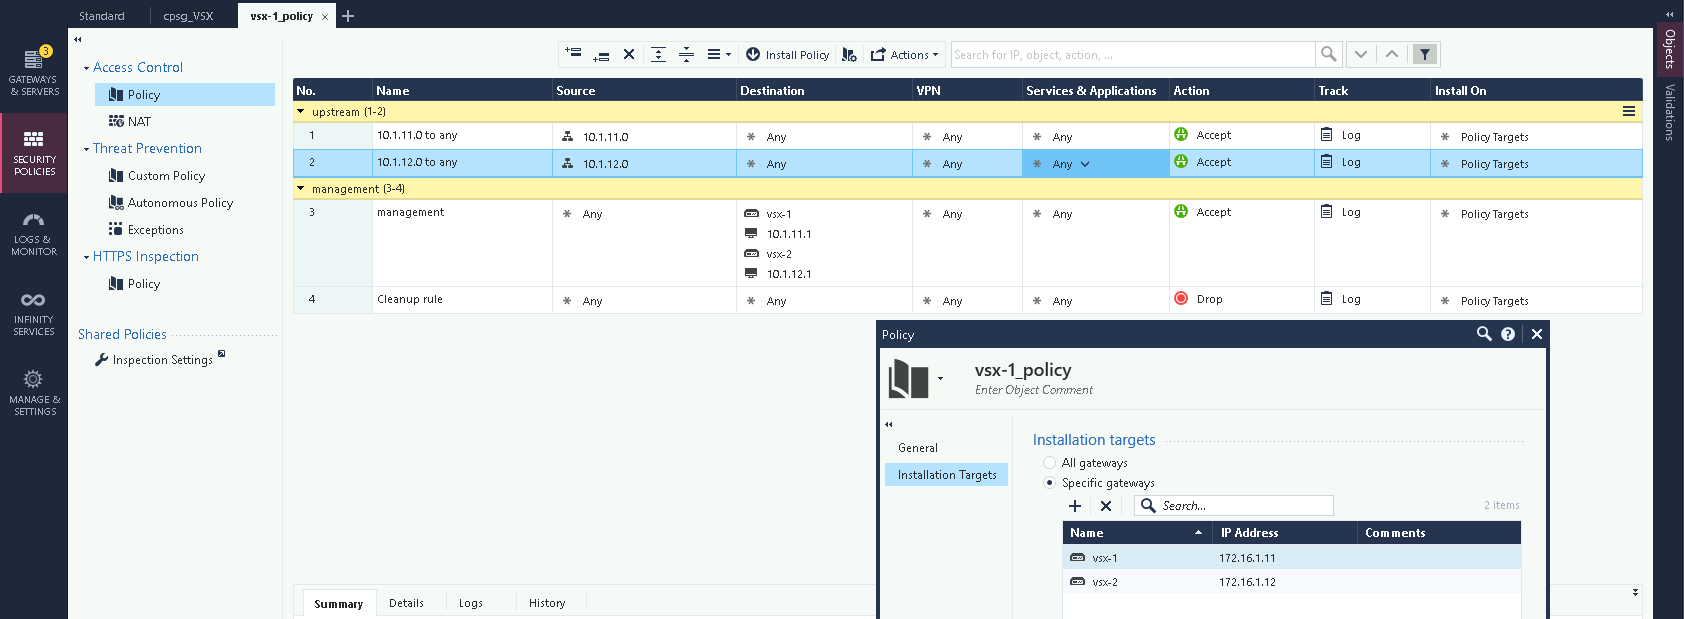 Standard cpsg_VSX vsx-1_policy × +
3
GATEWAYS & SERVERS
SECURITY POLICIES
LOGS & MONITOR
INFINITY SERVICES
MANAGE & SETTINGS
Access Control
Policy
NAT
Threat Prevention
Custom Policy
Autonomous Policy
Exceptions
HTTPS Inspection
Policy
Shared Policies
Inspection Settings
Install Policy Actions Search for IP, object, action, ...
No. Name Source Destination VPN Services & Applications Action Track Install On
upstream (1-2)
1 10.1.11.0 to any 10.1.11.0 * Any * Any * Any Accept Log * Policy Targets
2 10.1.12.0 to any 10.1.12.0 * Any * Any * Any Accept Log * Policy Targets
management (3-4)
3 management * Any vsx-1 * Any * Any Accept Log * Policy Targets
10.1.11.1
vsx-2
10.1.12.1
4 Cleanup rule * Any * Any * Any * Any Drop Log * Policy Targets
Policy
vsx-1_policy
Enter Object Comment
General
Installation Targets
Installation targets
All gateways
Specific gateways
Search... 2 items
Name IP Address Comments
vsx-1 172.16.1.11
vsx-2 172.16.1.12
Summary Details Logs History
Objects
Validations